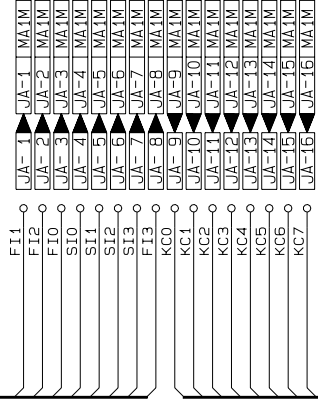 JA-1 MA1M
JA-2 MA1M
JA-3 MA1M
JA-4 MA1M
JA-5 MA1M
JA-6 MA1M
JA-7 MA1M
JA-8 MA1M
JA-9 MA1M
JA-10 MA1M
JA-11 MA1M
JA-12 MA1M
JA-13 MA1M
JA-14 MA1M
JA-15 MA1M
JA-16 MA1M
JA- 1
JA- 2
JA- 3
JA- 4
JA- 5
JA- 6
JA- 7
JA- 8
JA- 9
JA-10
JA-11
JA-12
JA-13
JA-14
JA-15
JA-16
FI1
FI2
FI0
SI0
SI1
SI2
SI3
FI3
KC0
KC1
KC2
KC3
KC4
KC5
KC6
KC7